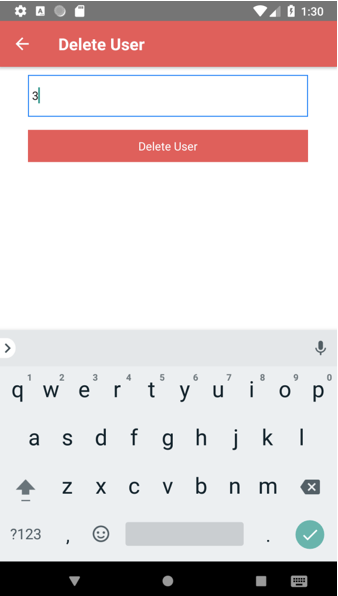 1:30
Delete User
3
Delete User
1 2 3 4 5 6 7 8 9 0
q w e r t y u i o p
a s d f g h j k l
z x c v b n m
?123 , .